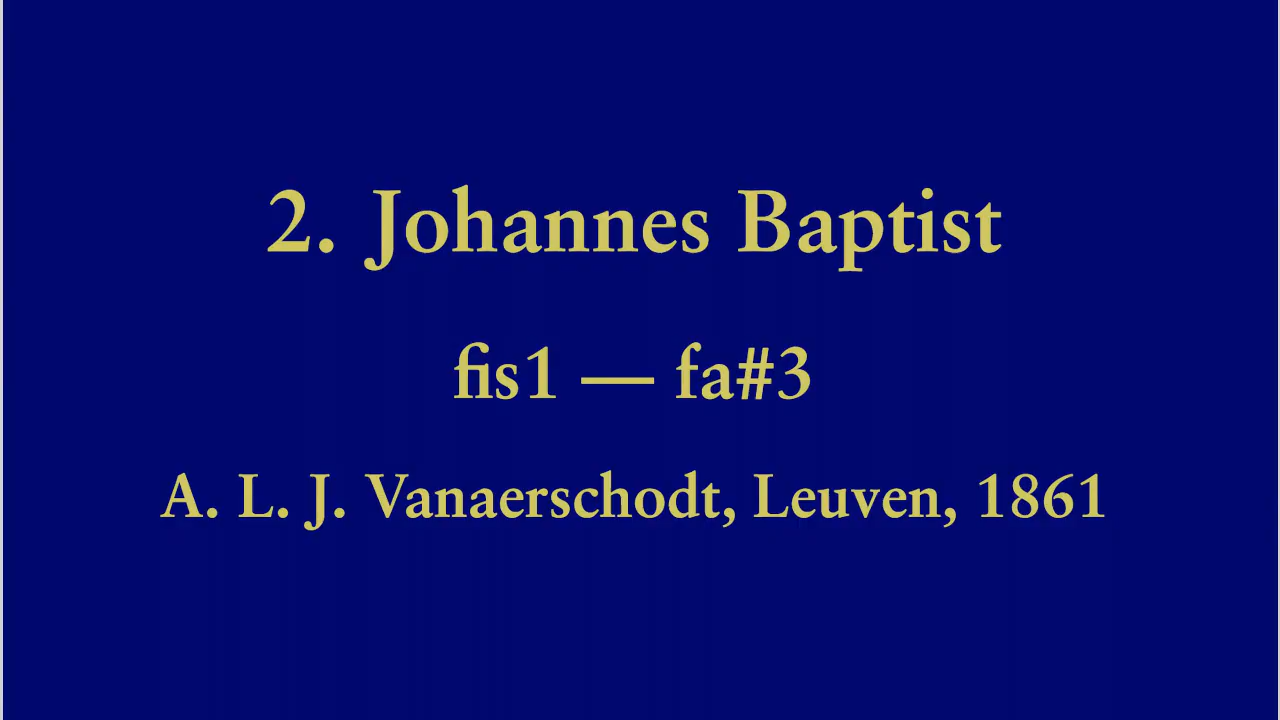 2. Johannes Baptist
fis1 — fa#3
A. L. J. Vanaerschodt, Leuven, 1861